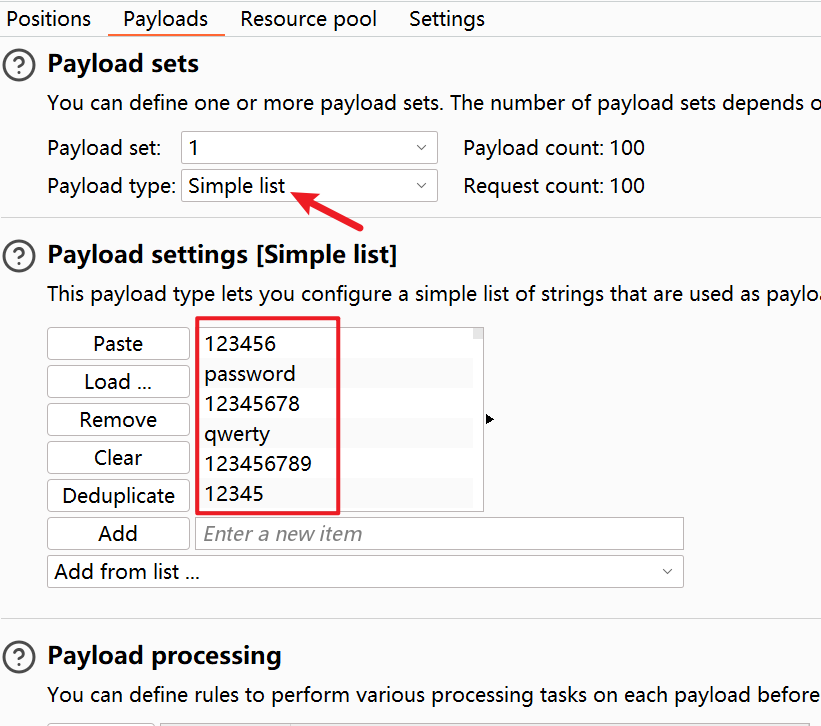 Positions Payloads Resource pool Settings
Payload sets
You can define one or more payload sets. The number of payload sets depends o
Payload set: 1 Payload count: 100
Payload type: Simple list Request count: 100
Payload settings [Simple list]
This payload type lets you configure a simple list of strings that are used as paylo
Paste 123456
Load ... password
Remove 12345678
Clear qwerty
Deduplicate 123456789
12345
Add Enter a new item
Add from list ...
Payload processing
You can define rules to perform various processing tasks on each payload before